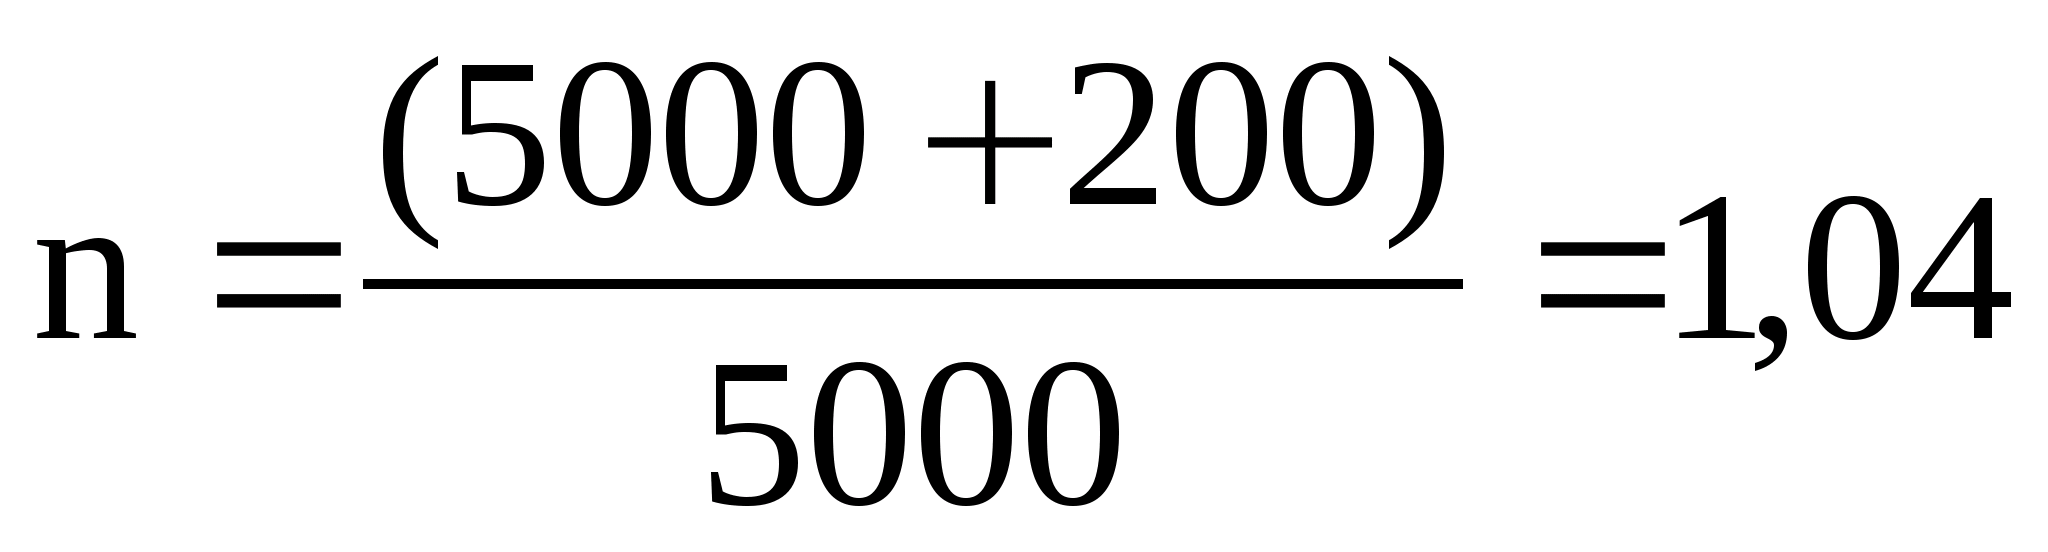 n = (5000 + 200) / 5000 = 1,04